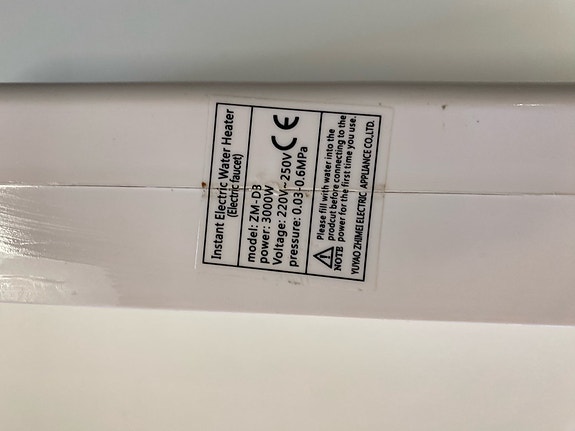 Instant Electric Water Heater
(Electric faucet)
model: ZM-D3
power: 3000W
Voltage: 220V~250V
pressure: 0.03-0.6MPa
CE
NOTE
Please fill with water into the
prodcut before connecting to the
power for the first time you use.
YUYAO ZHIMEI ELECTRIC APPLIANCE CO.,LTD.